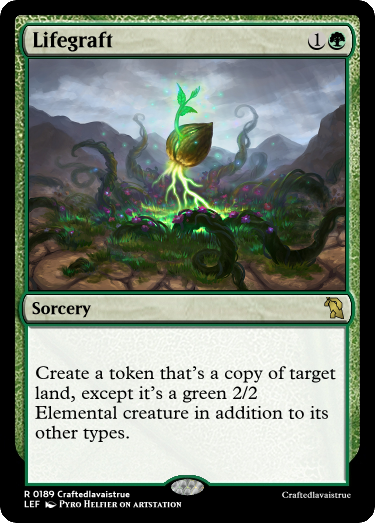 Lifegraft 1
Sorcery
Create a token that's a copy of target
land, except it's a green 2/2
Elemental creature in addition to its
other types.
R 0189 Craftedlavaistrue
LEF Pyro Helfier on artstation Craftedlavaistrue